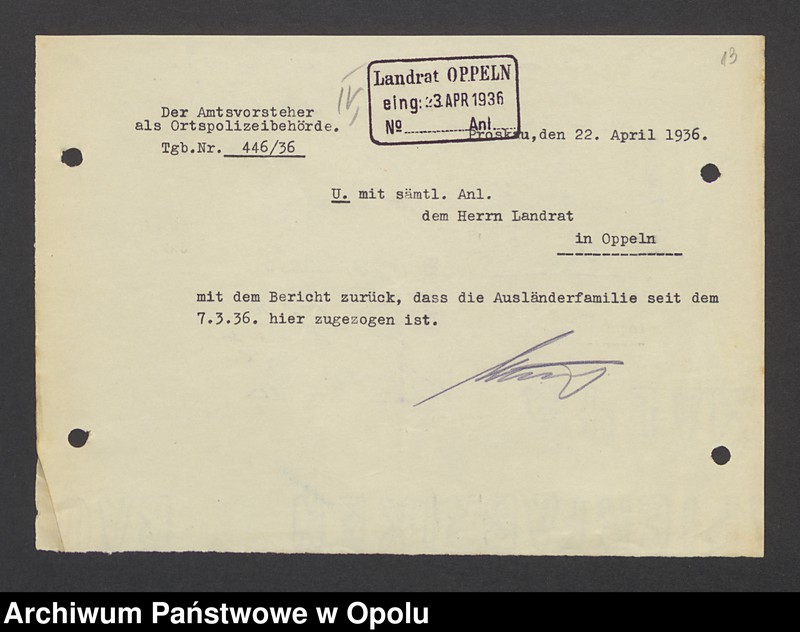 13
Landrat OPPELN
eing: 23. APR 1936
Nº Anl.
IV,
Der Amtsvorsteher
als Ortspolizeibehörde.
Tgb.Nr. 446/36
Proskau,den 22. April 1936.
U. mit sämtl. Anl.
dem Herrn Landrat
in Oppeln
mit dem Bericht zurück, dass die Ausländerfamilie seit dem
7.3.36. hier zugezogen ist.
Archiwum Państwowe w Opolu